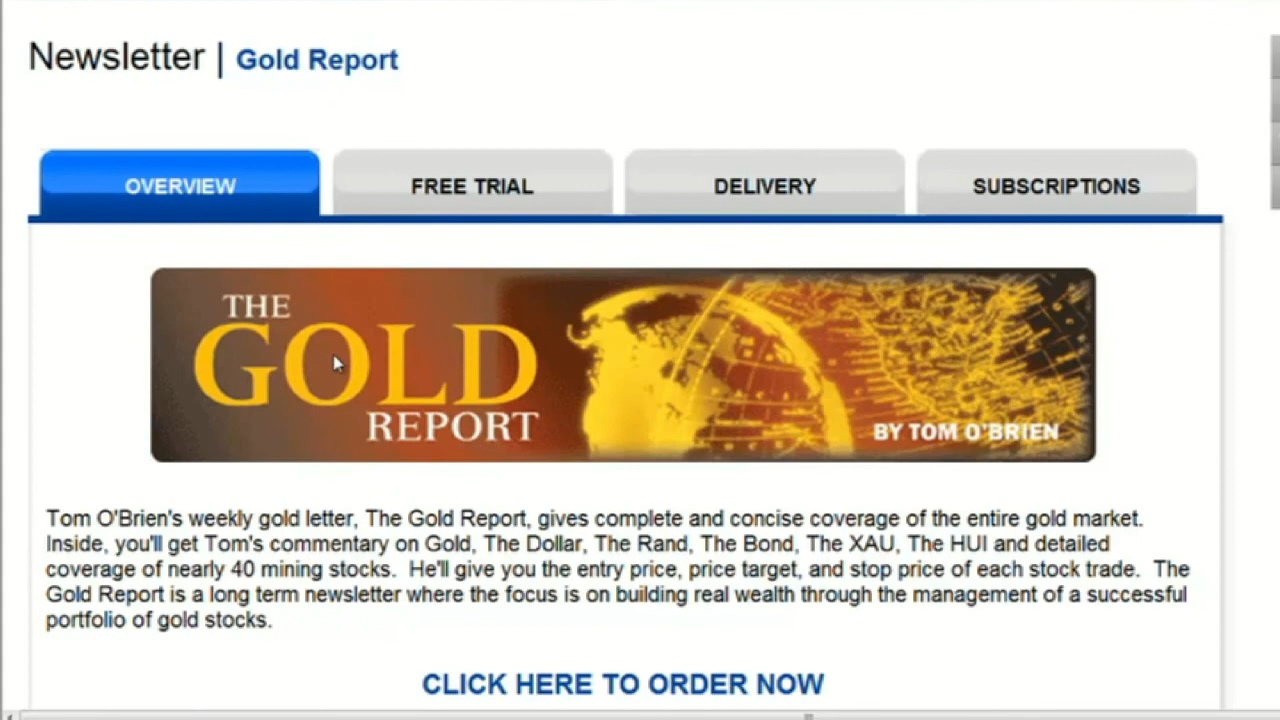 Newsletter | Gold Report
OVERVIEW FREE TRIAL DELIVERY SUBSCRIPTIONS
THE
GOLD
REPORT
BY TOM O'BRIEN
Tom O'Brien's weekly gold letter, The Gold Report, gives complete and concise coverage of the entire gold market.
Inside, you'll get Tom's commentary on Gold, The Dollar, The Rand, The Bond, The XAU, The HUI and detailed
coverage of nearly 40 mining stocks.  He'll give you the entry price, price target, and stop price of each stock trade.  The
Gold Report is a long term newsletter where the focus is on building real wealth through the management of a successful
portfolio of gold stocks.
CLICK HERE TO ORDER NOW